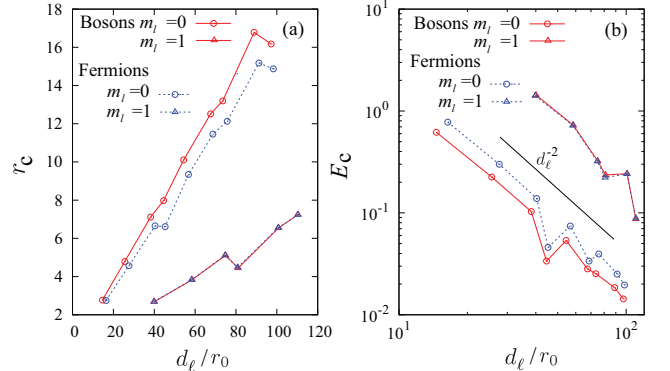 Bosons m_l=0
m_l=1
Fermions
m_l=0
m_l=1
(a)
r_c
18
16
14
12
10
8
6
4
2
0 20 40 60 80 100 120
d_ℓ/r_0
Bosons m_l=0
m_l=1
Fermions
m_l=0
m_l=1
(b)
d_ℓ^-2
E_c
10^1
10^0
10^-1
10^-2
10^1 10^2
d_ℓ/r_0